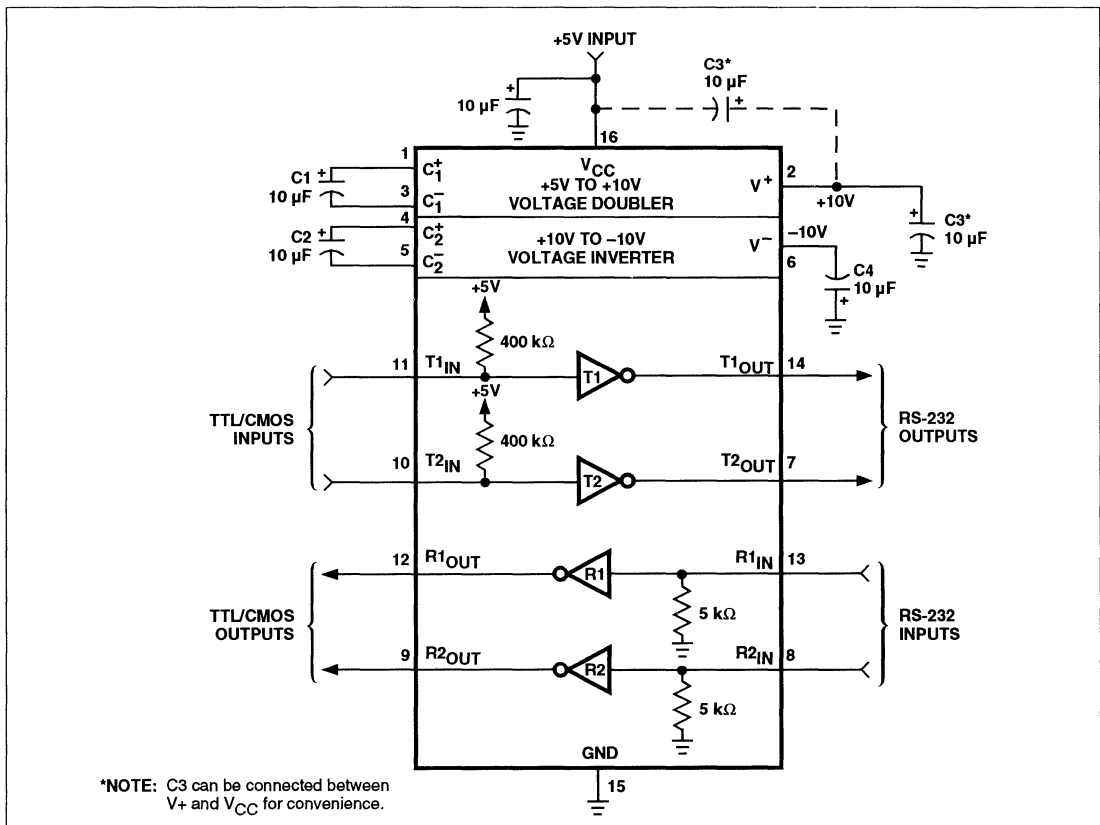 +5V INPUT
C3*
10 µF
+
10 µF
+
16
1
C1+
VCC
+5V TO +10V
VOLTAGE DOUBLER
2
V+
+10V
C1
10 µF
+
3
C1−
+
C3*
10 µF
4
C2+
+10V TO –10V
VOLTAGE INVERTER
–10V
V−
6
C2
10 µF
+
5
C2−
C4
10 µF
+
+5V
400 kΩ
11
T1IN
T1
T1OUT
14
+5V
TTL/CMOS
INPUTS
400 kΩ
RS-232
OUTPUTS
10
T2IN
T2
T2OUT
7
12
R1OUT
R1
R1IN
13
5 kΩ
TTL/CMOS
OUTPUTS
RS-232
INPUTS
9
R2OUT
R2
R2IN
8
5 kΩ
GND
15
*NOTE: C3 can be connected between
V+ and VCC for convenience.